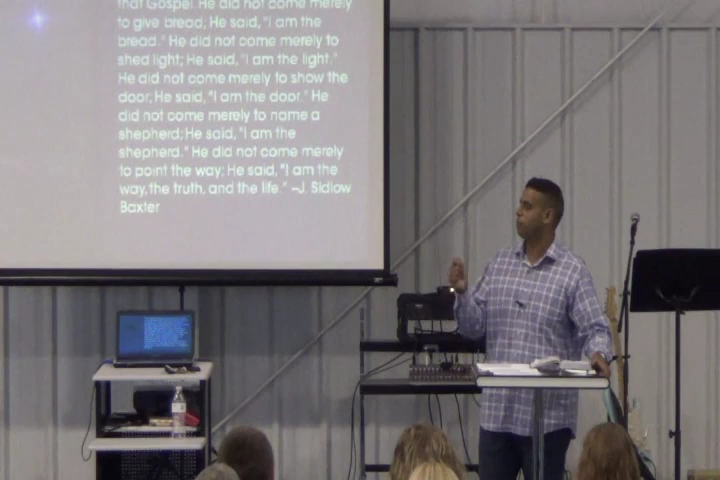 that Gospel. He did not come merely
to give bread; He said, "I am the
bread." He did not come merely to
shed light; He said, "I am the light."
He did not come merely to show the
door; He said, "I am the door." He
did not come merely to name a
shepherd; He said, "I am the
shepherd." He did not come merely
to point the way; He said, "I am the
way, the truth, and the life." –J. Sidlow
Baxter